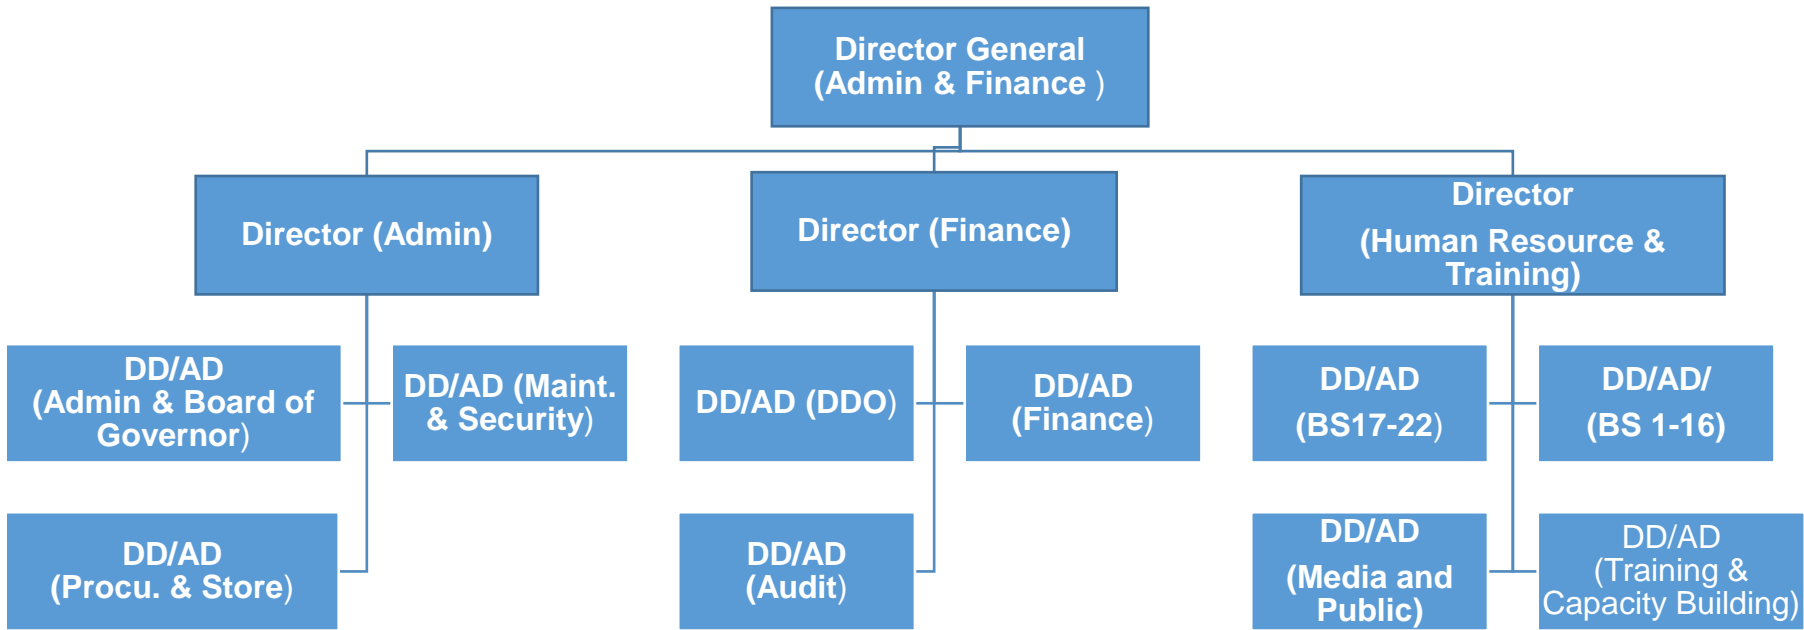 Director General
(Admin & Finance )
Director (Admin)
Director (Finance)
Director
(Human Resource &
Training)
DD/AD
(Admin & Board of
Governor)
DD/AD (Maint.
& Security)
DD/AD (DDO)
DD/AD
(Finance)
DD/AD
(BS17-22)
DD/AD/
(BS 1-16)
DD/AD
(Procu. & Store)
DD/AD
(Audit)
DD/AD
(Media and
Public)
DD/AD
(Training &
Capacity Building)